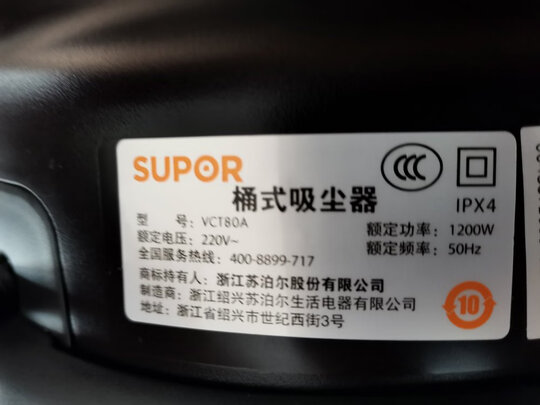 SUPOR
桶式吸尘器
IPX4
型 号：VCT80A
额定功率：1200W
额定电压：220V~
额定频率：50Hz
全国服务热线：400-8899-717
商标持有人：浙江苏泊尔股份有限公司
制造商：浙江绍兴苏泊尔生活电器有限公司
地址：浙江省绍兴市世纪西街3号
10